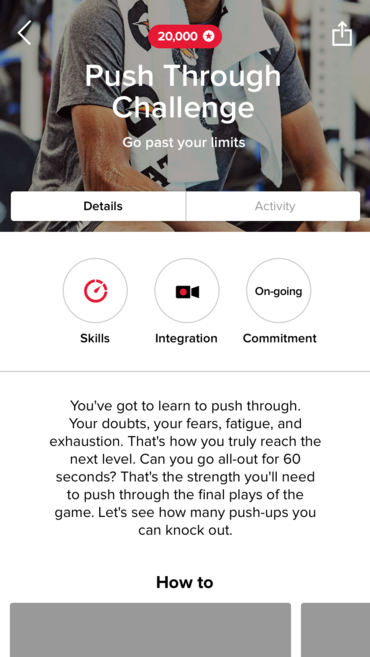 20,000
Push Through
Challenge
Go past your limits
Details
Activity
On-going
Skills
Integration
Commitment
You've got to learn to push through.
Your doubts, your fears, fatigue, and
exhaustion. That's how you truly reach the
next level. Can you go all-out for 60
seconds? That's the strength you'll need
to push through the final plays of the
game. Let's see how many push-ups you
can knock out.
How to